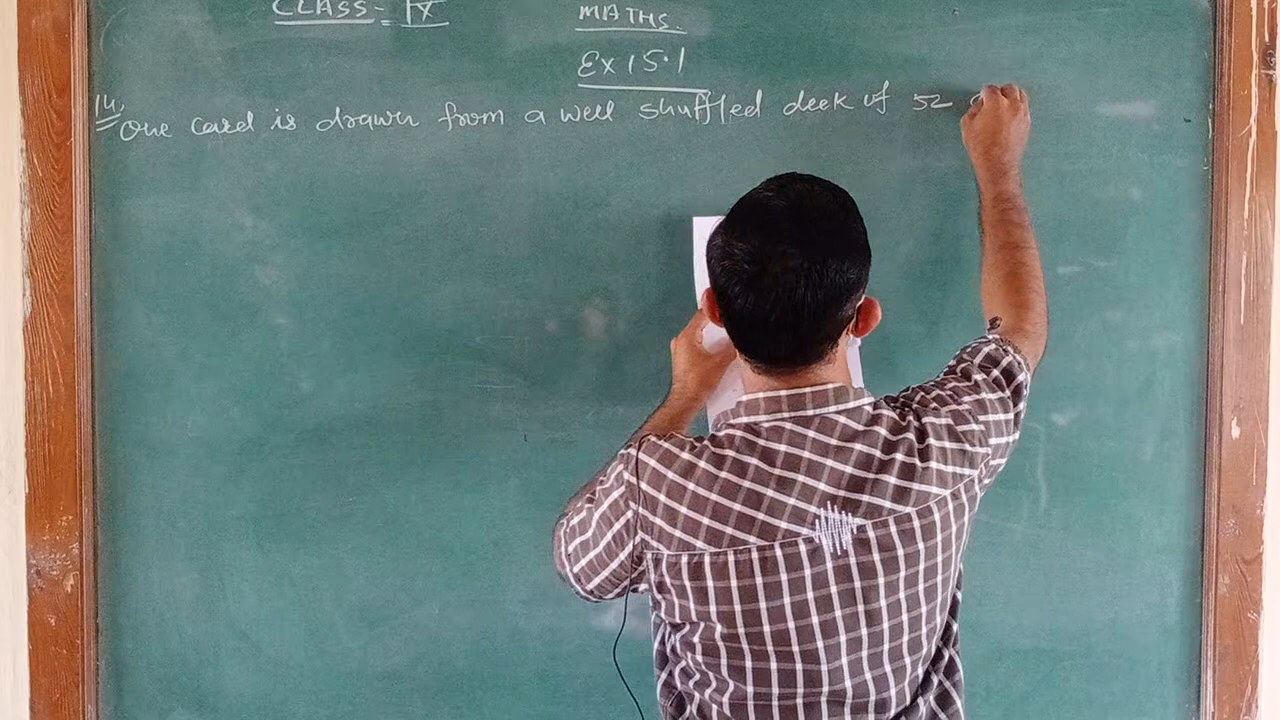 CLASS- IX
MATHS.
Ex 15.1
14. One card is drawn from a well shuffled deck of 52